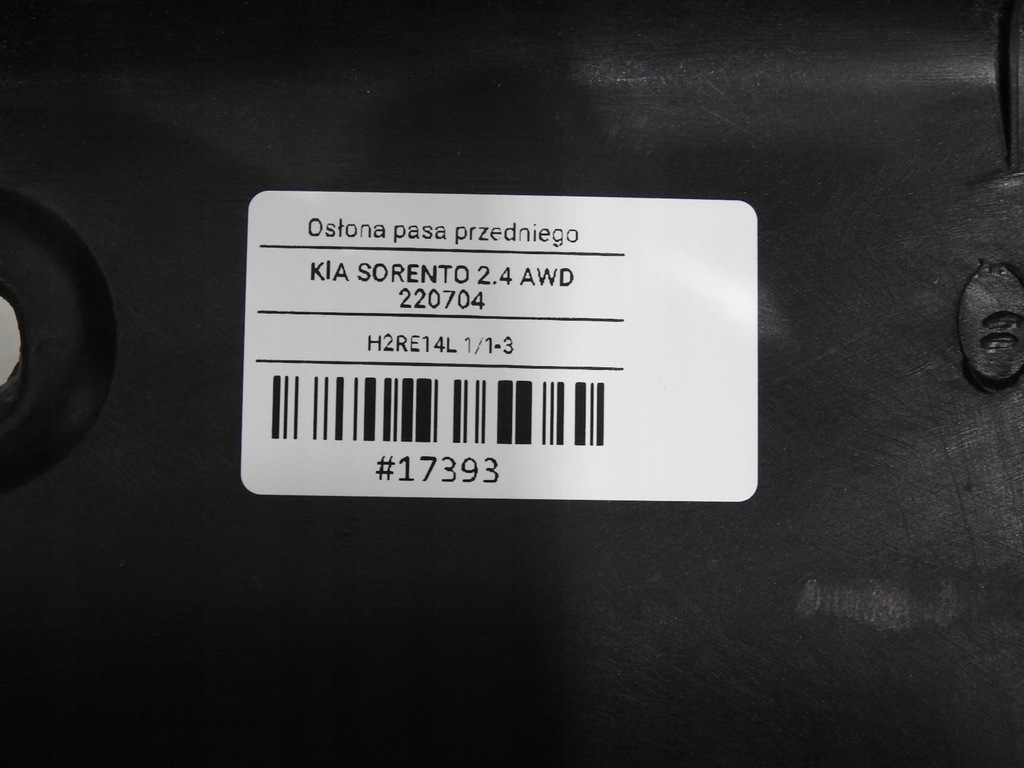 Osłona pasa przedniego
KIA SORENTO 2.4 AWD
220704
H2RE14L 1/1-3
#17393